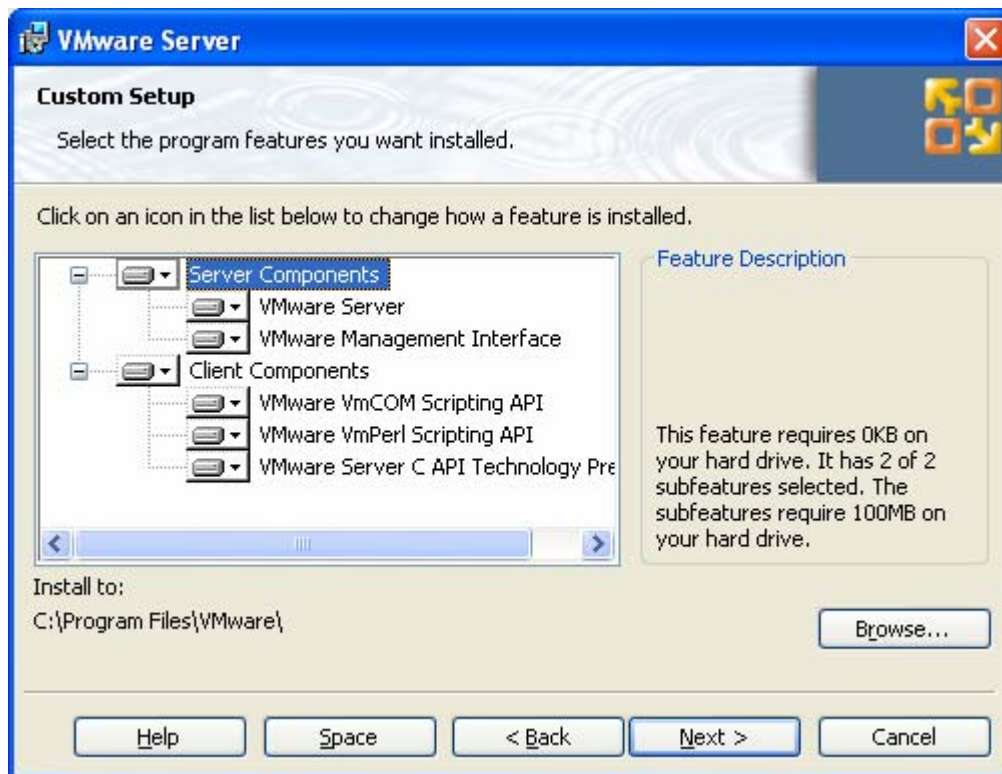 VMware Server
Custom Setup
Select the program features you want installed.
Click on an icon in the list below to change how a feature is installed.
Server Components
VMware Server
VMware Management Interface
Client Components
VMware VmCOM Scripting API
VMware VmPerl Scripting API
VMware Server C API Technology Pre
Feature Description
This feature requires 0KB on
your hard drive. It has 2 of 2
subfeatures selected. The
subfeatures require 100MB on
your hard drive.
Install to:
C:\Program Files\VMware\
Browse...
Help
Space
< Back
Next >
Cancel